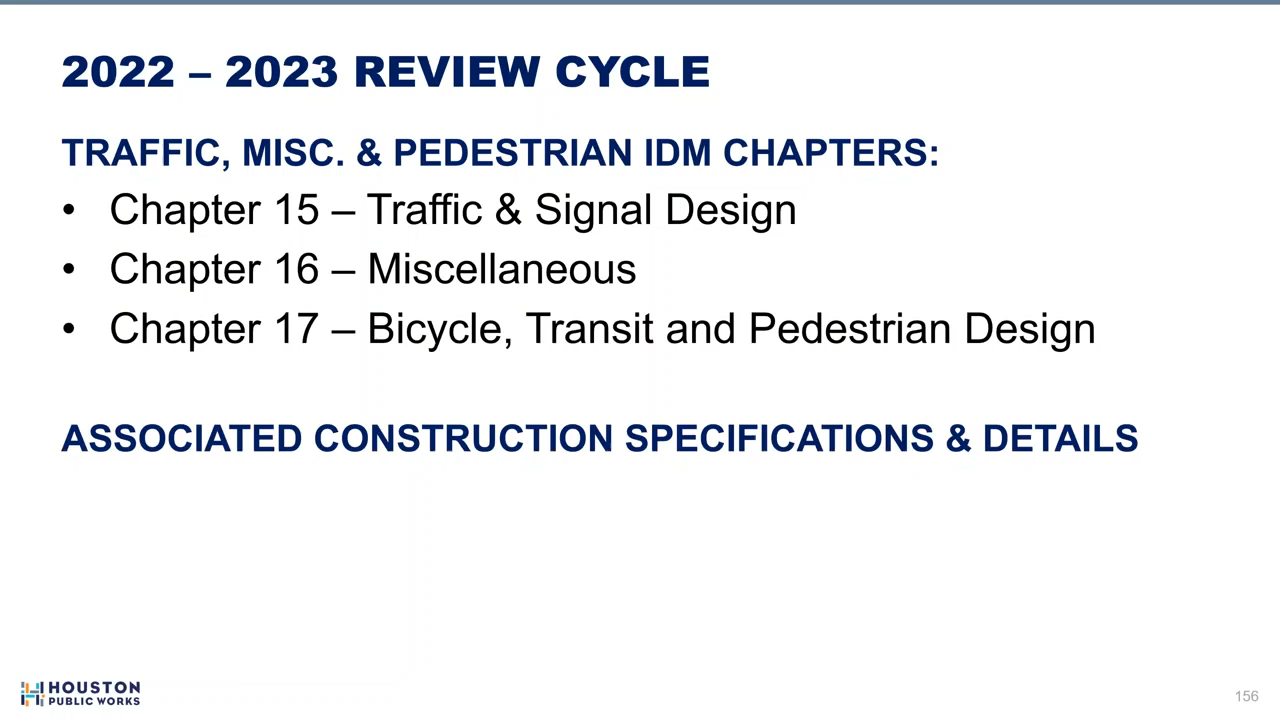 2022 – 2023 REVIEW CYCLE
TRAFFIC, MISC. & PEDESTRIAN IDM CHAPTERS:
• Chapter 15 – Traffic & Signal Design
• Chapter 16 – Miscellaneous
• Chapter 17 – Bicycle, Transit and Pedestrian Design
ASSOCIATED CONSTRUCTION SPECIFICATIONS & DETAILS
HOUSTON
PUBLIC WORKS
156